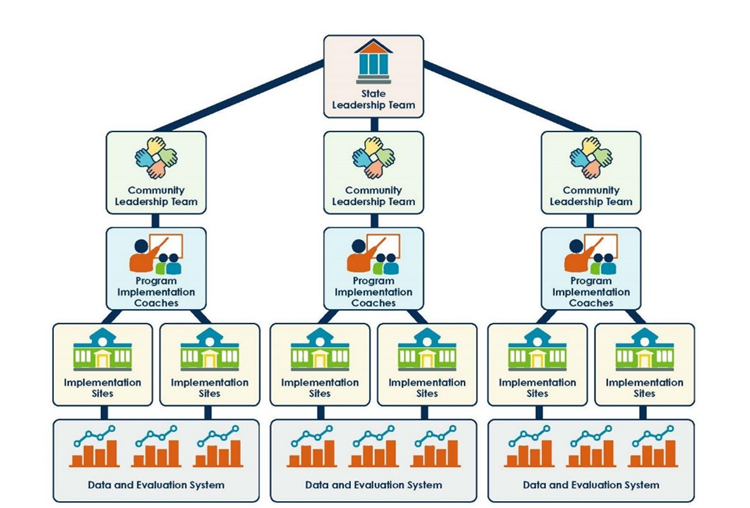 State
Leadership Team
Community
Leadership Team
Community
Leadership Team
Community
Leadership Team
Program
Implementation
Coaches
Program
Implementation
Coaches
Program
Implementation
Coaches
Implementation
Sites
Implementation
Sites
Implementation
Sites
Implementation
Sites
Implementation
Sites
Implementation
Sites
Data and Evaluation System
Data and Evaluation System
Data and Evaluation System